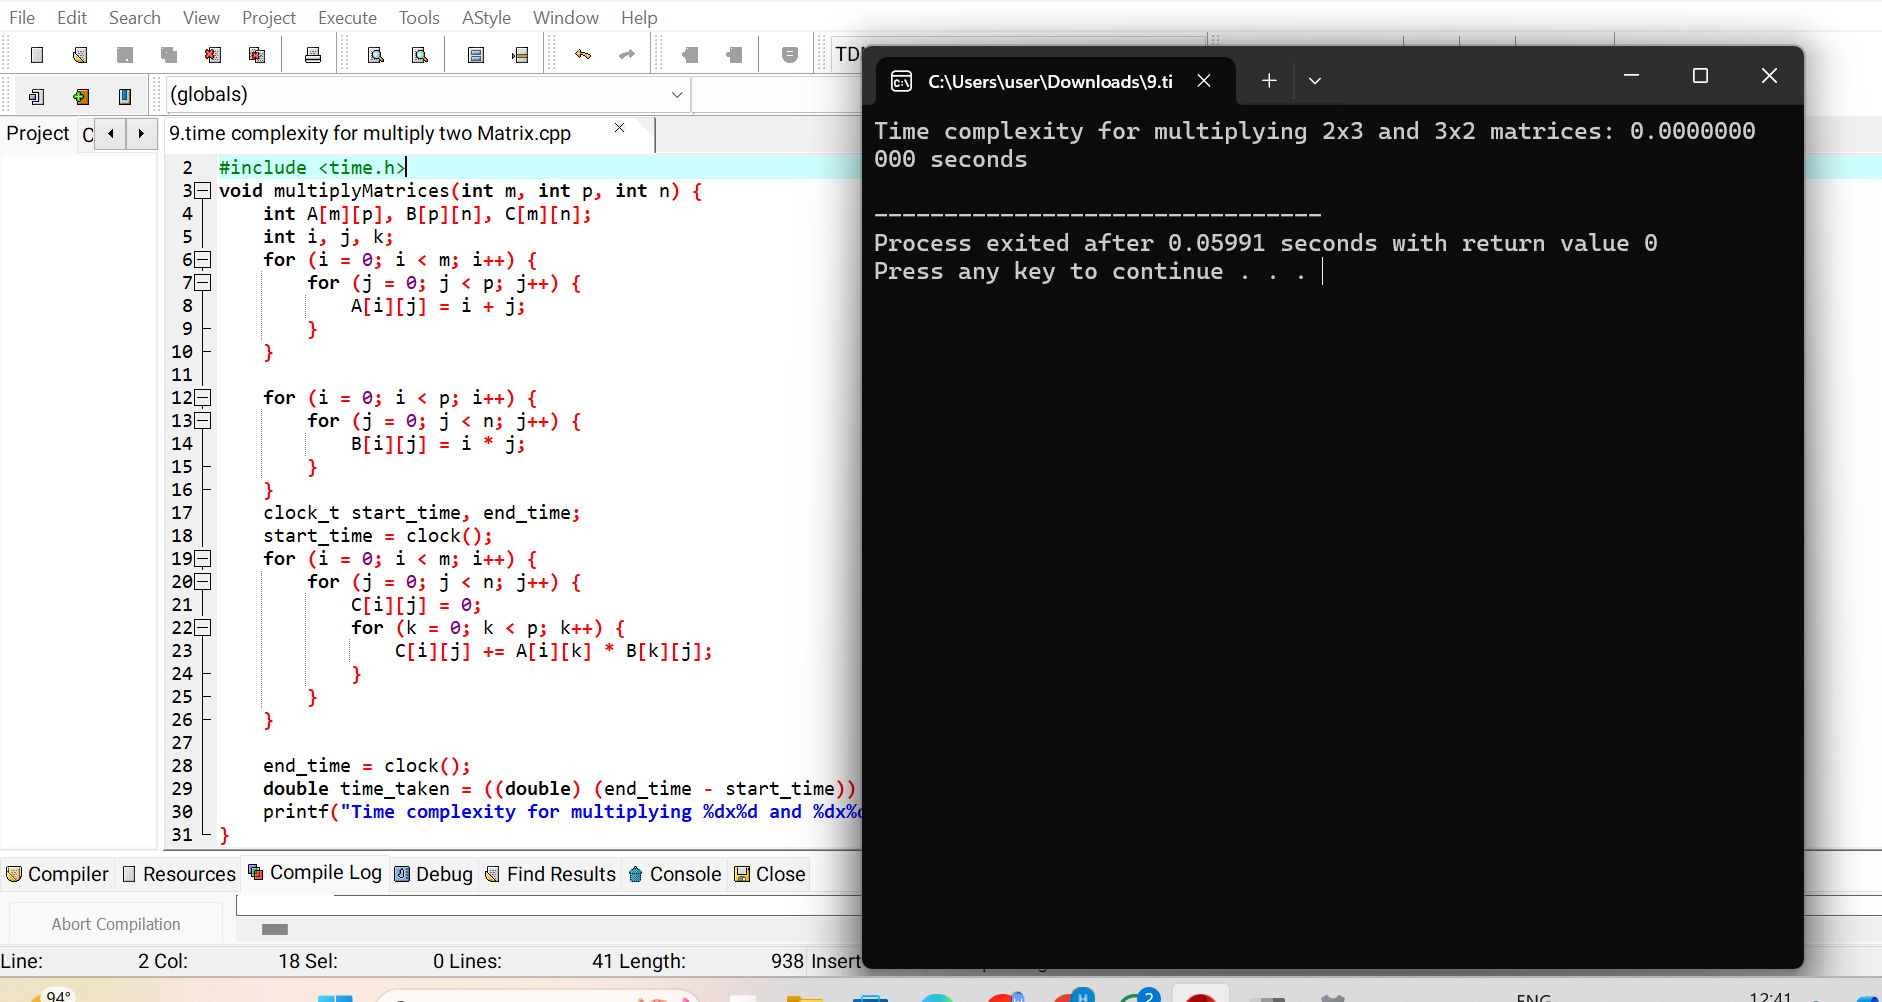 File Edit Search View Project Execute Tools AStyle Window Help
(globals)
Project
9.time complexity for multiply two Matrix.cpp
2 #include <time.h>
3 void multiplyMatrices(int m, int p, int n) {
4 int A[m][p], B[p][n], C[m][n];
5 int i, j, k;
6 for (i = 0; i < m; i++) {
7 for (j = 0; j < p; j++) {
8 A[i][j] = i + j;
9 }
10 }
11
12 for (i = 0; i < p; i++) {
13 for (j = 0; j < n; j++) {
14 B[i][j] = i * j;
15 }
16 }
17 clock_t start_time, end_time;
18 start_time = clock();
19 for (i = 0; i < m; i++) {
20 for (j = 0; j < n; j++) {
21 C[i][j] = 0;
22 for (k = 0; k < p; k++) {
23 C[i][j] += A[i][k] * B[k][j];
24 }
25 }
26 }
27
28 end_time = clock();
29 double time_taken = ((double) (end_time - start_time))
30 printf("Time complexity for multiplying %dx%d and %dx%
31 }
Compiler Resources Compile Log Debug Find Results Console Close
Abort Compilation
Line: 2 Col: 18 Sel: 0 Lines: 41 Length: 938 Insert
94°
H
2
ENG
12:41
C:\Users\user\Downloads\9.ti
Time complexity for multiplying 2x3 and 3x2 matrices: 0.0000000
000 seconds
--------------------------------
Process exited after 0.05991 seconds with return value 0
Press any key to continue . . .